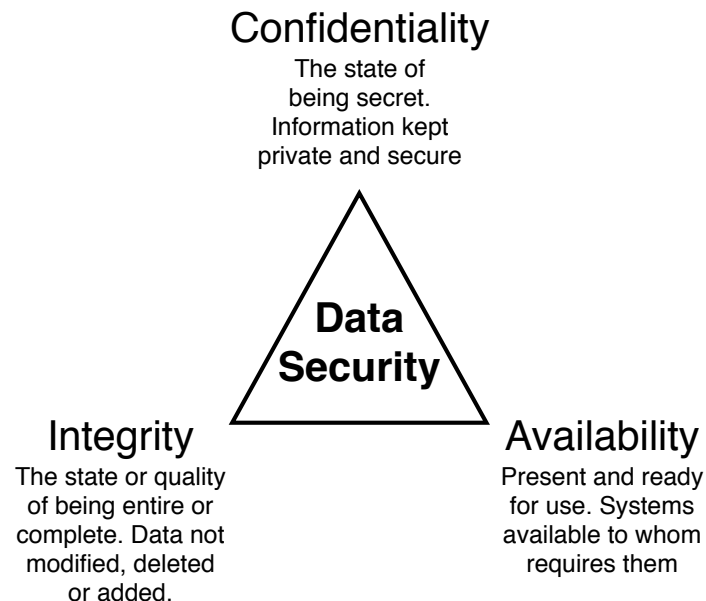 Confidentiality
The state of
being secret.
Information kept
private and secure
Data
Security
Integrity
The state or quality
of being entire or
complete. Data not
modified, deleted
or added.
Availability
Present and ready
for use. Systems
available to whom
requires them